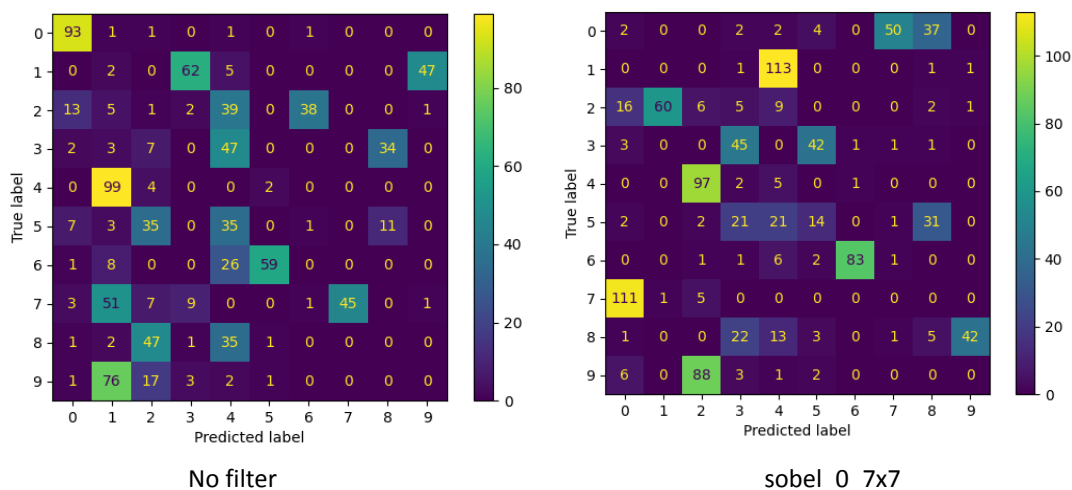 0 93 1 1 0 1 0 1 0 0 0
1 0 2 0 62 5 0 0 0 0 47
2 13 5 1 2 39 0 38 0 0 1
3 2 3 7 0 47 0 0 0 34 0
4 0 99 4 0 0 2 0 0 0 0
5 7 3 35 0 35 0 1 0 11 0
6 1 8 0 0 26 59 0 0 0 0
7 3 51 7 9 0 0 1 45 0 1
8 1 2 47 1 35 1 0 0 0 0
9 1 76 17 3 2 1 0 0 0 0
0 1 2 3 4 5 6 7 8 9
True label
Predicted label
80
60
40
20
0
No filter
0 2 0 0 2 2 4 0 50 37 0
1 0 0 0 1 113 0 0 0 1 1
2 16 60 6 5 9 0 0 0 2 1
3 3 0 0 45 0 42 1 1 1 0
4 0 0 97 2 5 0 1 0 0 0
5 2 0 2 21 21 14 0 1 31 0
6 0 0 1 1 6 2 83 1 0 0
7 111 1 5 0 0 0 0 0 0 0
8 1 0 0 22 13 3 0 1 5 42
9 6 0 88 3 1 2 0 0 0 0
0 1 2 3 4 5 6 7 8 9
True label
Predicted label
100
80
60
40
20
0
sobel_0_7x7